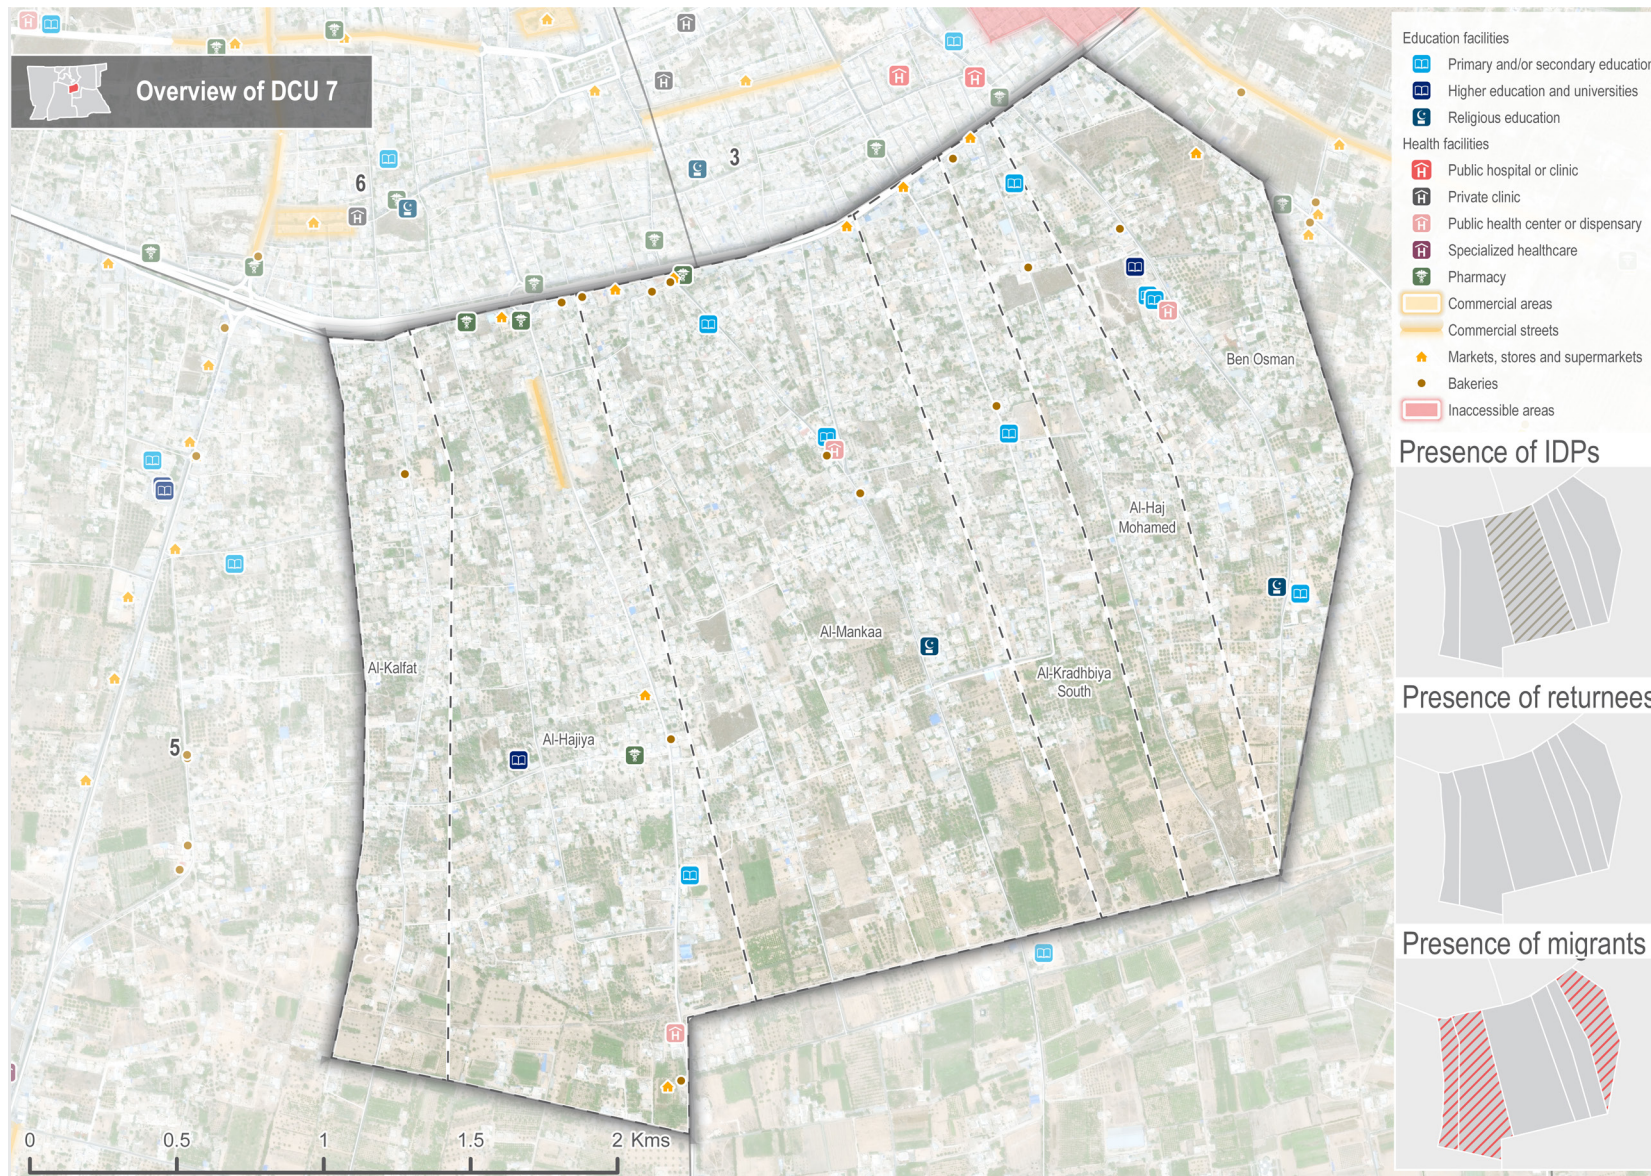 Overview of DCU 7
6
3
5
Ben Osman
Al-Haj
Mohamed
Al-Mankaa
Al-Kalfat
Al-Kradhbiya
South
Al-Hajiya
0
0.5
1
1.5
2 Kms
Education facilities
Primary and/or secondary education
Higher education and universities
Religious education
Health facilities
Public hospital or clinic
Private clinic
Public health center or dispensary
Specialized healthcare
Pharmacy
Commercial areas
Commercial streets
Markets, stores and supermarkets
Bakeries
Inaccessible areas
Presence of IDPs
Presence of returnees
Presence of migrants